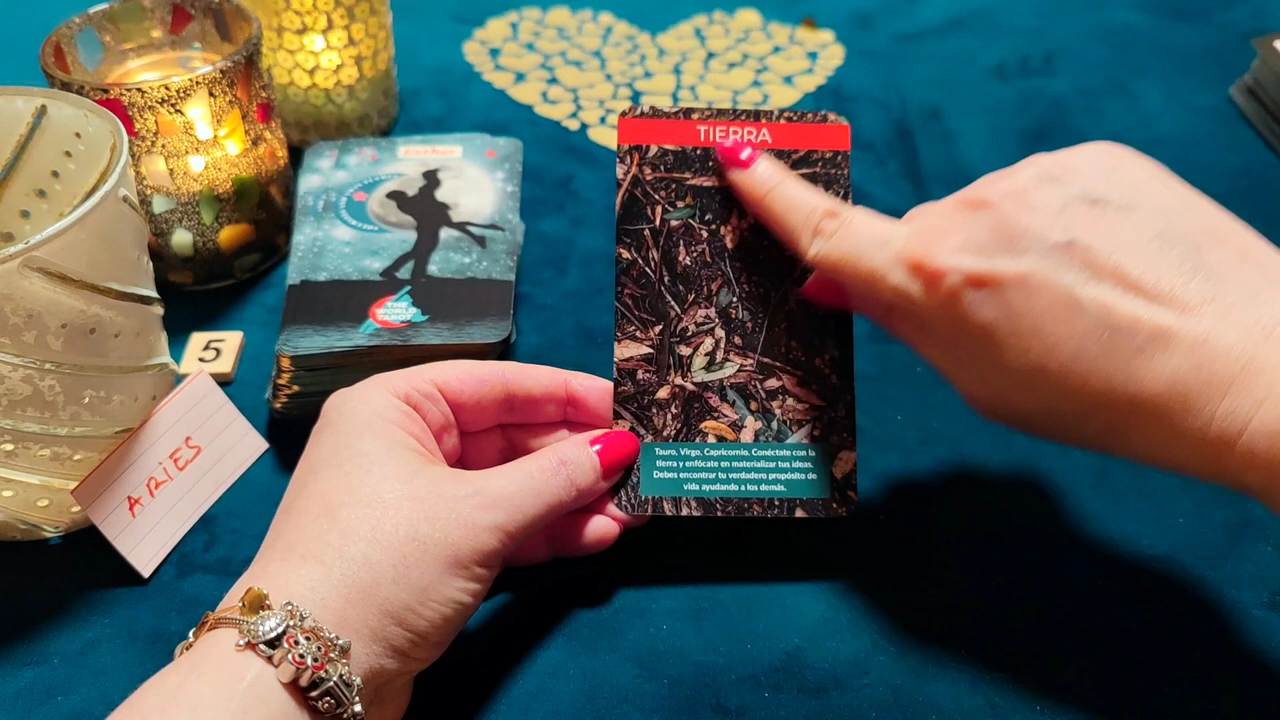 TIERRA
Tauro, Virgo, Capricornio. Conéctate con la
tierra y enfócate en materializar tus ideas.
Debes encontrar tu verdadero propósito de
vida ayudando a los demás.
THE
WORLD
TAROT
5
ARIES